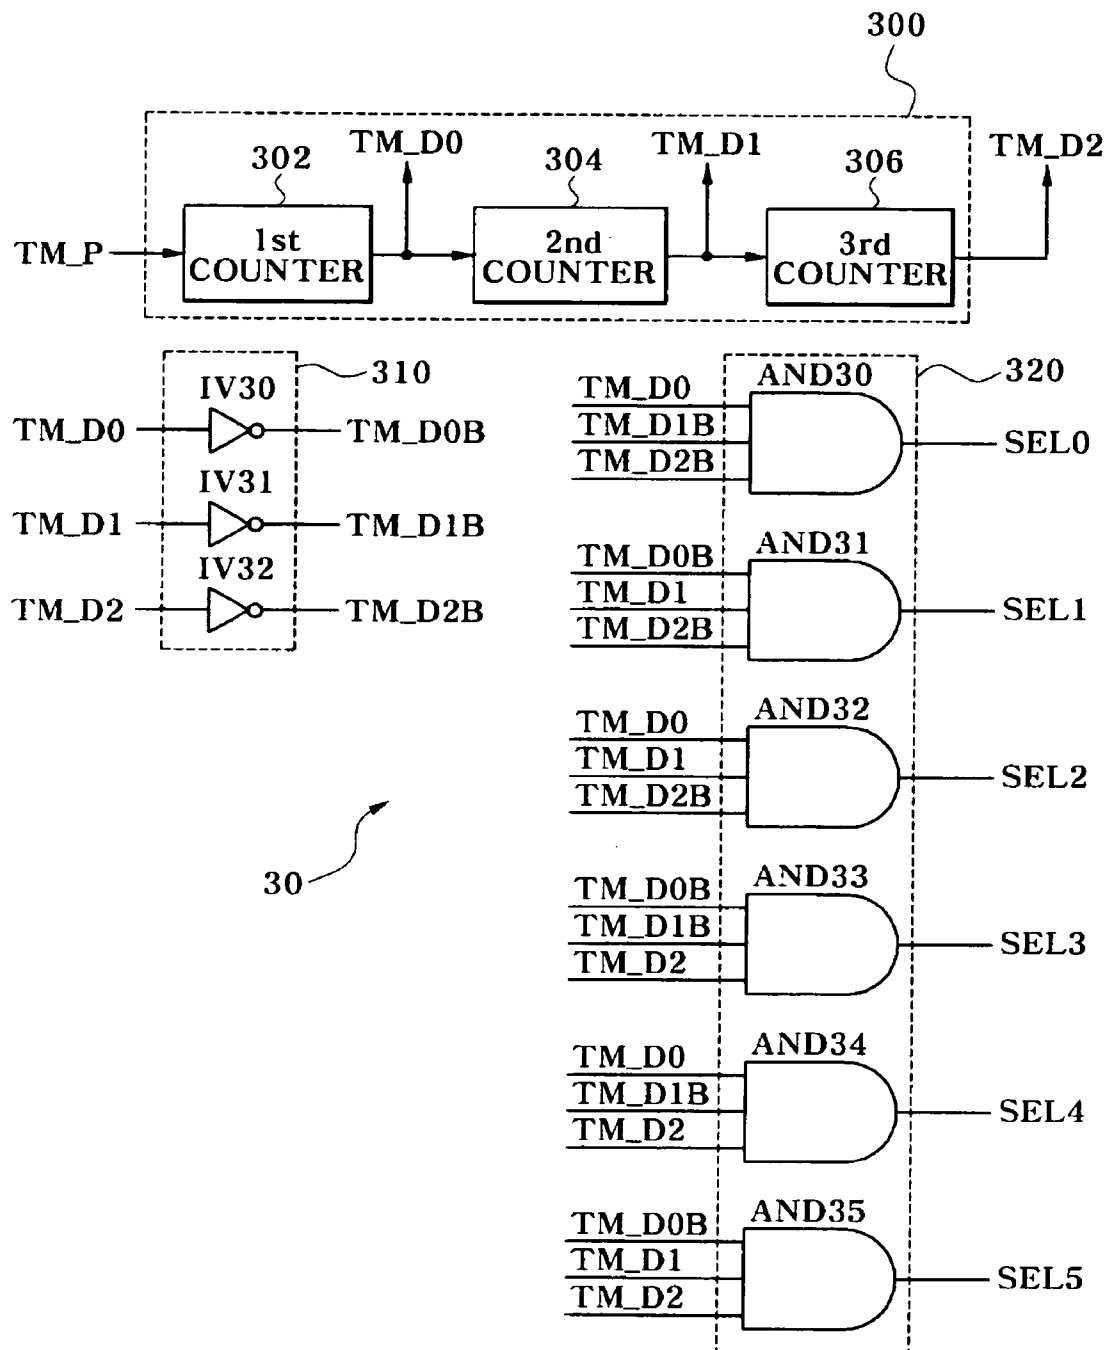 300
TM_D0
TM_D1
TM_D2
302
304
306
TM_P
1st
COUNTER
2nd
COUNTER
3rd
COUNTER
310
320
IV30
TM_D0
TM_D0B
IV31
TM_D1
TM_D1B
IV32
TM_D2
TM_D2B
AND30
TM_D0
TM_D1B
TM_D2B
SEL0
AND31
TM_D0B
TM_D1
TM_D2B
SEL1
AND32
TM_D0
TM_D1
TM_D2B
SEL2
30
AND33
TM_D0B
TM_D1B
TM_D2
SEL3
AND34
TM_D0
TM_D1B
TM_D2
SEL4
AND35
TM_D0B
TM_D1
TM_D2
SEL5